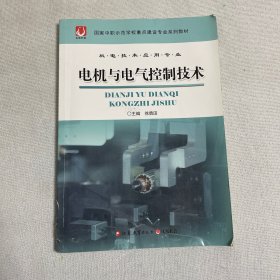 国家中职示范学校重点建设专业系列教材
机·电·技·术·应·用·专·业
电机与电气控制技术
DIANJI YU DIANQI
KONGZHI JISHU
◎主编